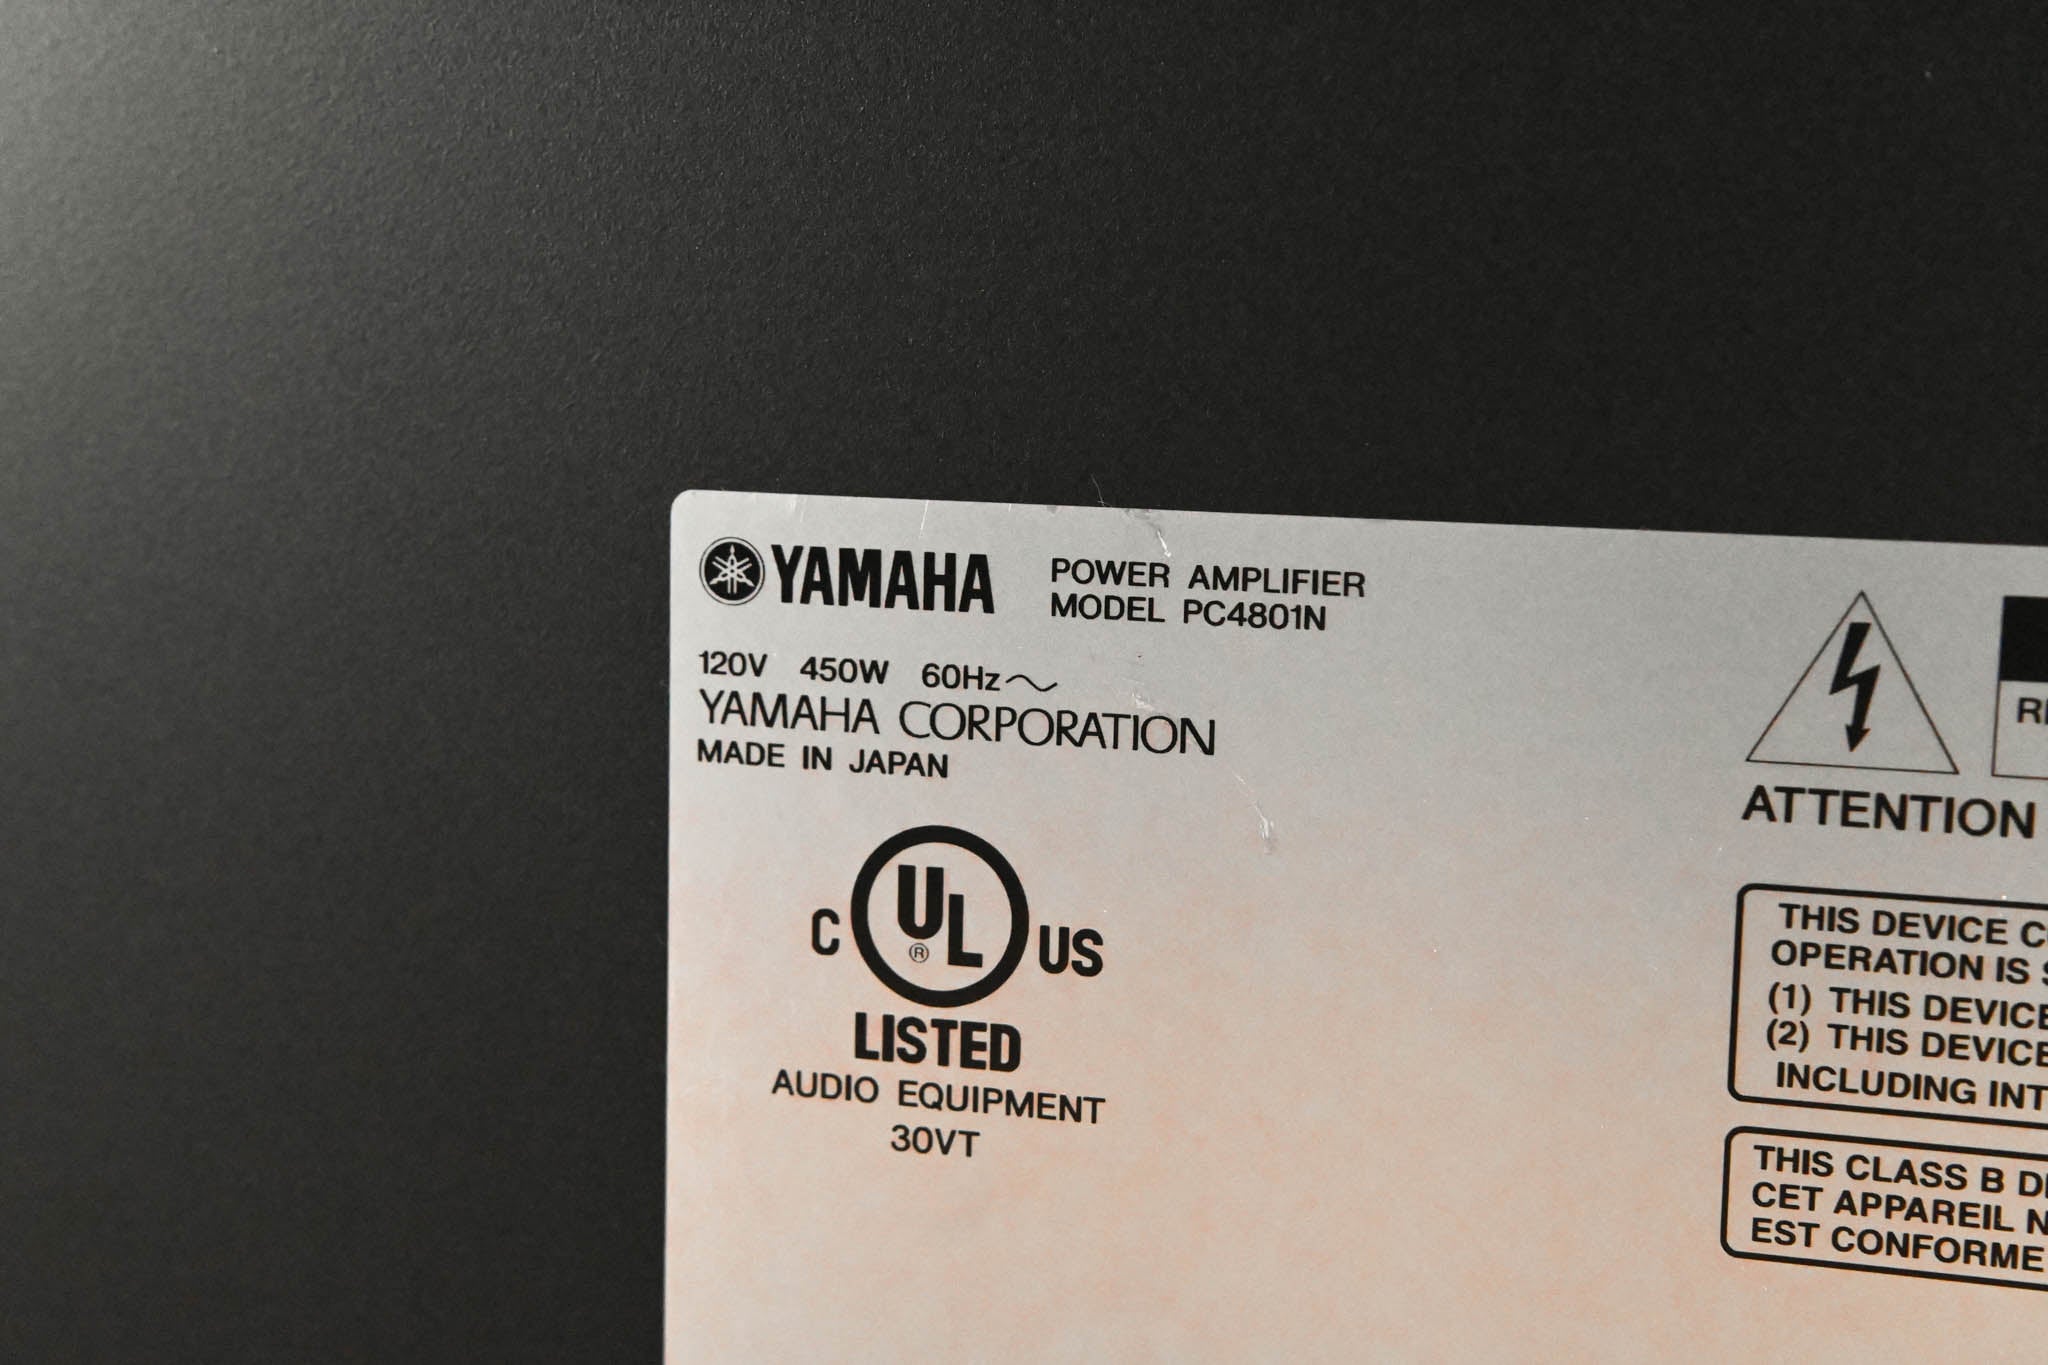 YAMAHA
POWER AMPLIFIER
MODEL PC4801N
120V 450W 60Hz
YAMAHA CORPORATION
MADE IN JAPAN
C UL ® US
LISTED
AUDIO EQUIPMENT
30VT
ATTENTION
THIS DEVICE
OPERATION IS
(1) THIS DEVICE
(2) THIS DEVICE
INCLUDING
THIS CLASS B
CET APPAREIL
EST CONFORME